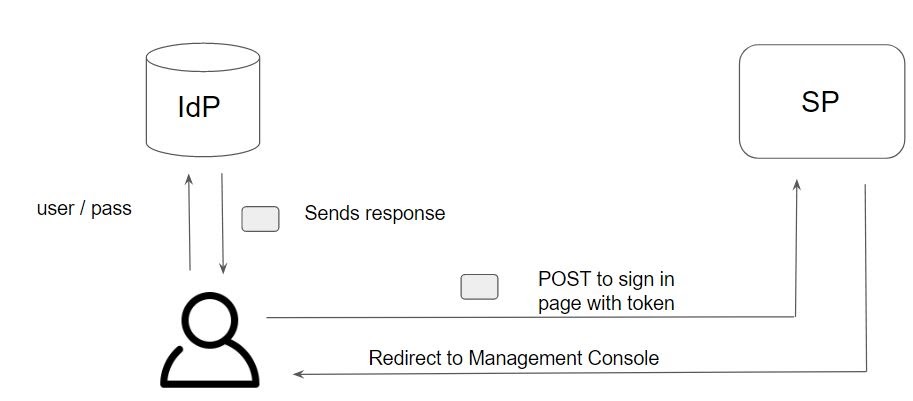 IdP
SP
user / pass
Sends response
POST to sign in
page with token
Redirect to Management Console